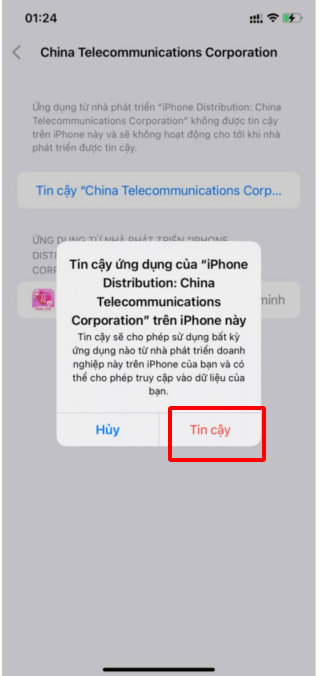 01:24
China Telecommunications Corporation
Ứng dụng từ nhà phát triển "iPhone Distribution: China
Telecommunications Corporation" không được tin cậy
trên iPhone này và sẽ không hoạt động cho tới khi nhà
phát triển được tin cậy.
Tin cậy "China Telecommunications Corp...
ỨNG DỤNG TỪ NHÀ PHÁT TRIỂN "IPHONE
DISTI
CORF
Tin cậy ứng dụng của "iPhone
Distribution: China
Telecommunications
Corporation" trên iPhone này
Tin cậy sẽ cho phép sử dụng bất kỳ
ứng dụng nào từ nhà phát triển doanh
nghiệp này trên iPhone của bạn và có
thể cho phép truy cập vào dữ liệu của
bạn.
minh
Hủy
Tin cậy